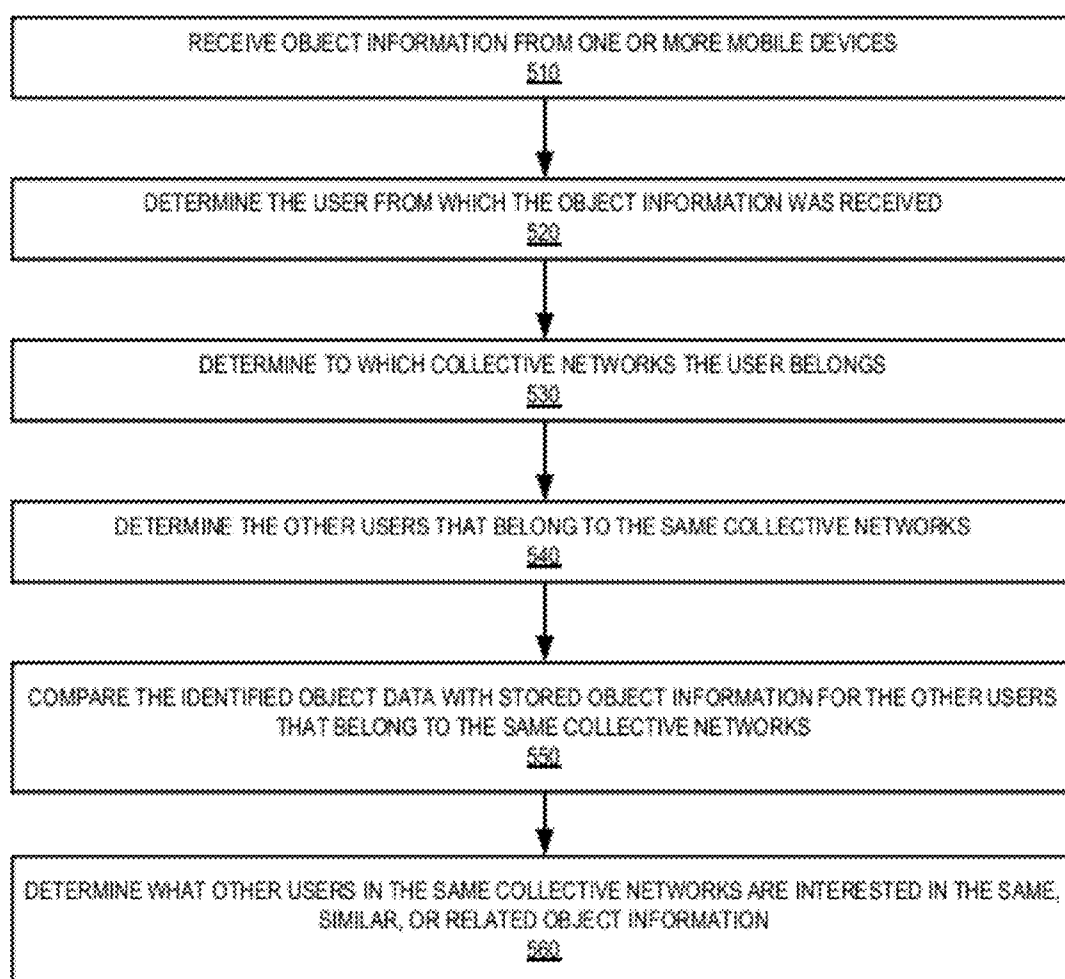 RECEIVE OBJECT INFORMATION FROM ONE OR MORE MOBILE DEVICES
510
DETERMINE THE USER FROM WHICH THE OBJECT INFORMATION WAS RECEIVED
520
DETERMINE TO WHICH COLLECTIVE NETWORKS THE USER BELONGS
530
DETERMINE THE OTHER USERS THAT BELONG TO THE SAME COLLECTIVE NETWORKS
540
COMPARE THE IDENTIFIED OBJECT DATA WITH STORED OBJECT INFORMATION FOR THE OTHER USERS
THAT BELONG TO THE SAME COLLECTIVE NETWORKS
550
DETERMINE WHAT OTHER USERS IN THE SAME COLLECTIVE NETWORKS ARE INTERESTED IN THE SAME,
SIMILAR, OR RELATED OBJECT INFORMATION
560